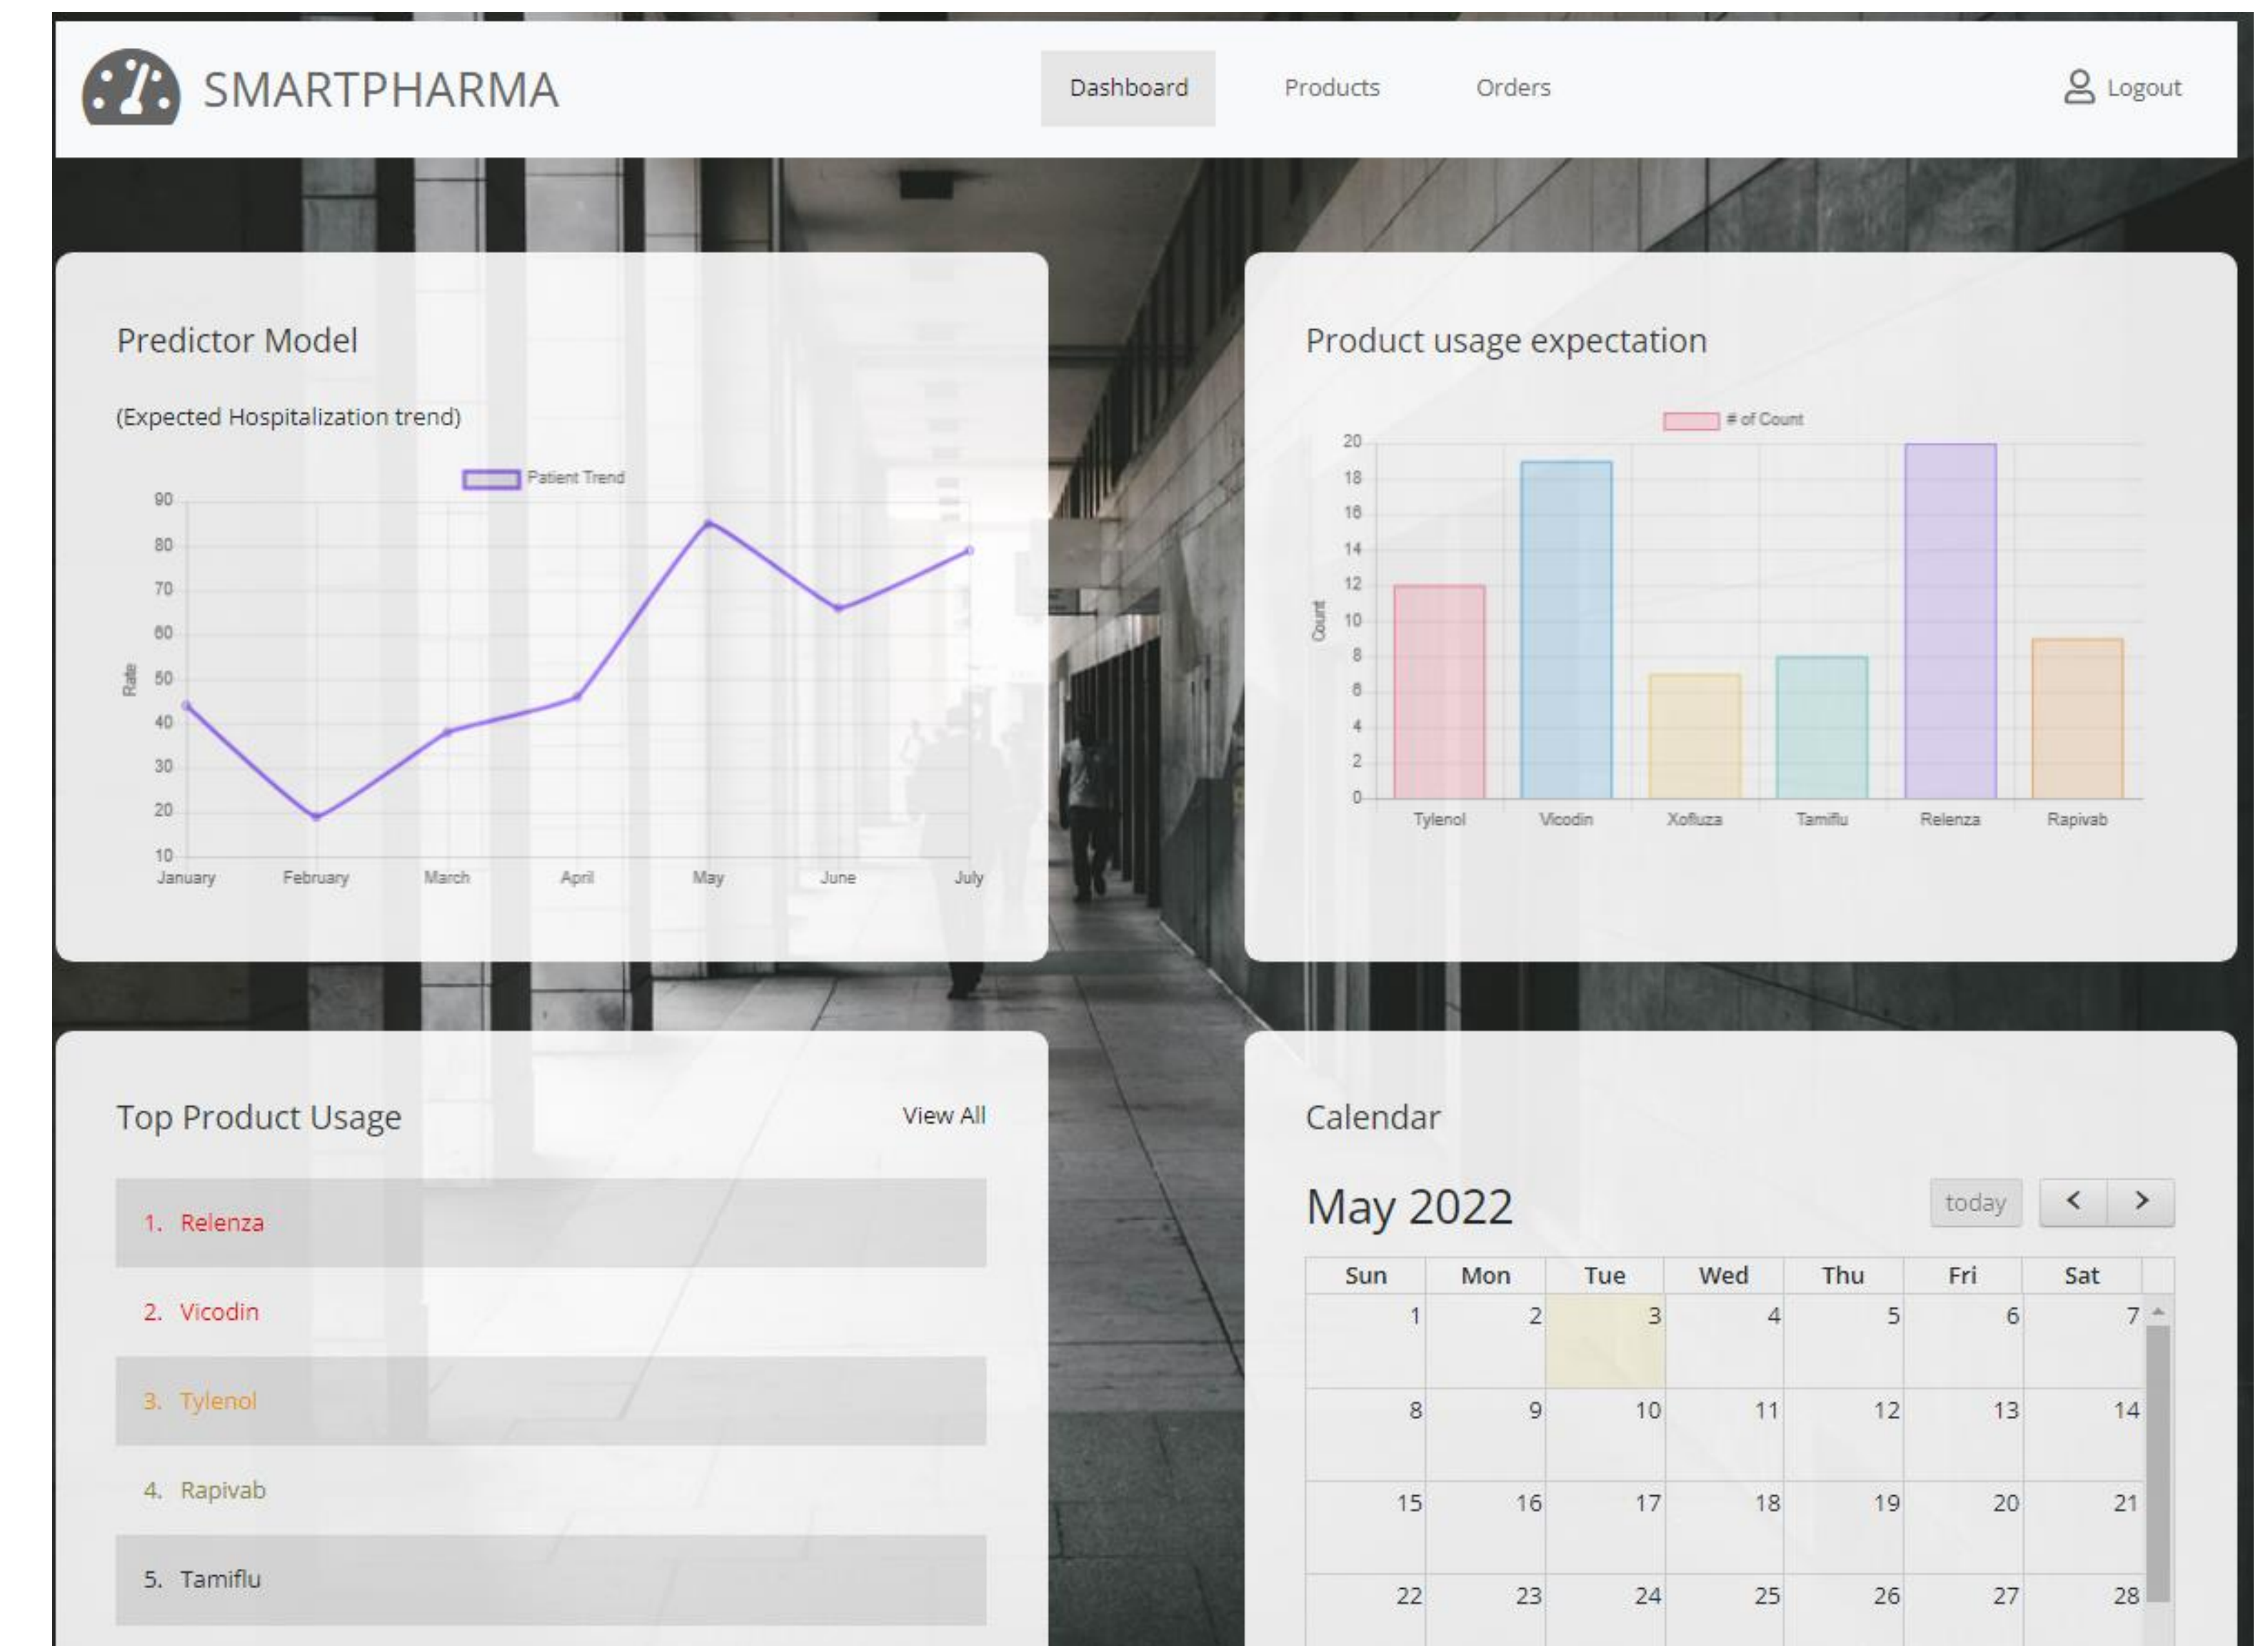 SMARTPHARMA
Dashboard Products Orders
Logout
Predictor Model
(Expected Hospitalization trend)
Patient Trend
90
80
70
60
50
40
30
20
10
Rate
January February March April May June July
Product usage expectation
# of Count
20
18
16
14
12
10
8
6
4
2
0
Count
Tylenol Vicodin Xofluza Tamiflu Relenza Rapivab
Top Product Usage
View All
1. Relenza
2. Vicodin
3. Tylenol
4. Rapivab
5. Tamiflu
Calendar
May 2022
today
Sun Mon Tue Wed Thu Fri Sat
1 2 3 4 5 6 7
8 9 10 11 12 13 14
15 16 17 18 19 20 21
22 23 24 25 26 27 28